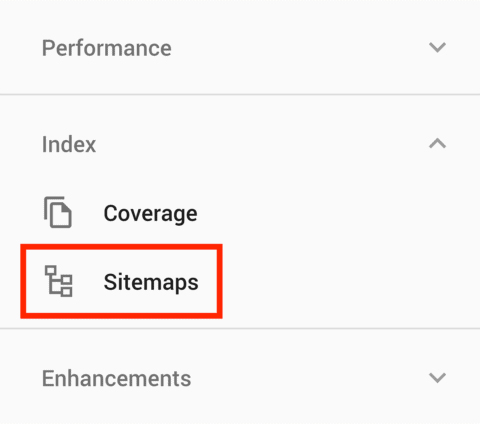 Performance
Index
Coverage
Sitemaps
Enhancements